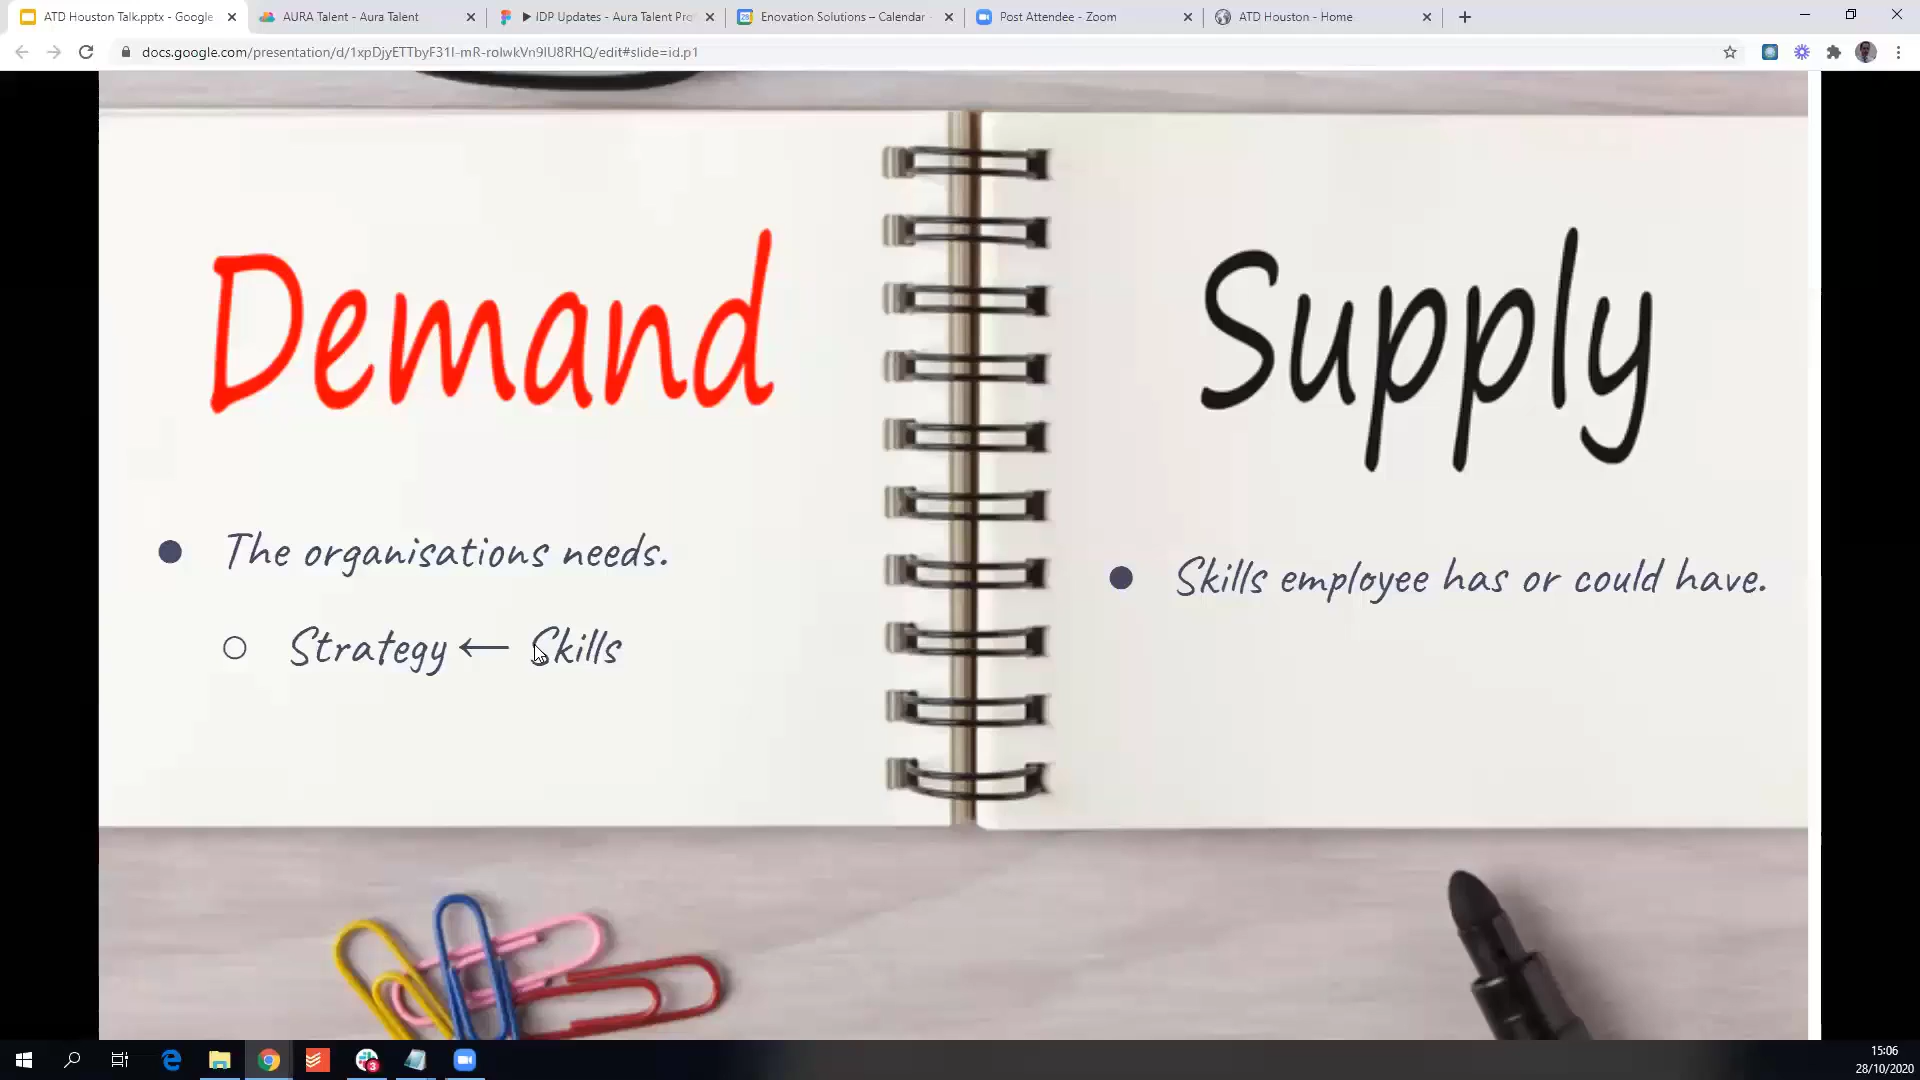 ATD Houston Talk.pptx - Google
AURA Talent - Aura Talent
IDP Updates - Aura Talent Pro
Enovation Solutions – Calendar -
Post Attendee - Zoom
ATD Houston - Home
docs.google.com/presentation/d/1xpDjyETTbyF31I-mR-rolwkVn9lU8RHQ/edit#slide=id.p1
Demand
Supply
The organisations needs.
Skills employee has or could have.
Strategy ← Skills
3
15:06
28/10/2020